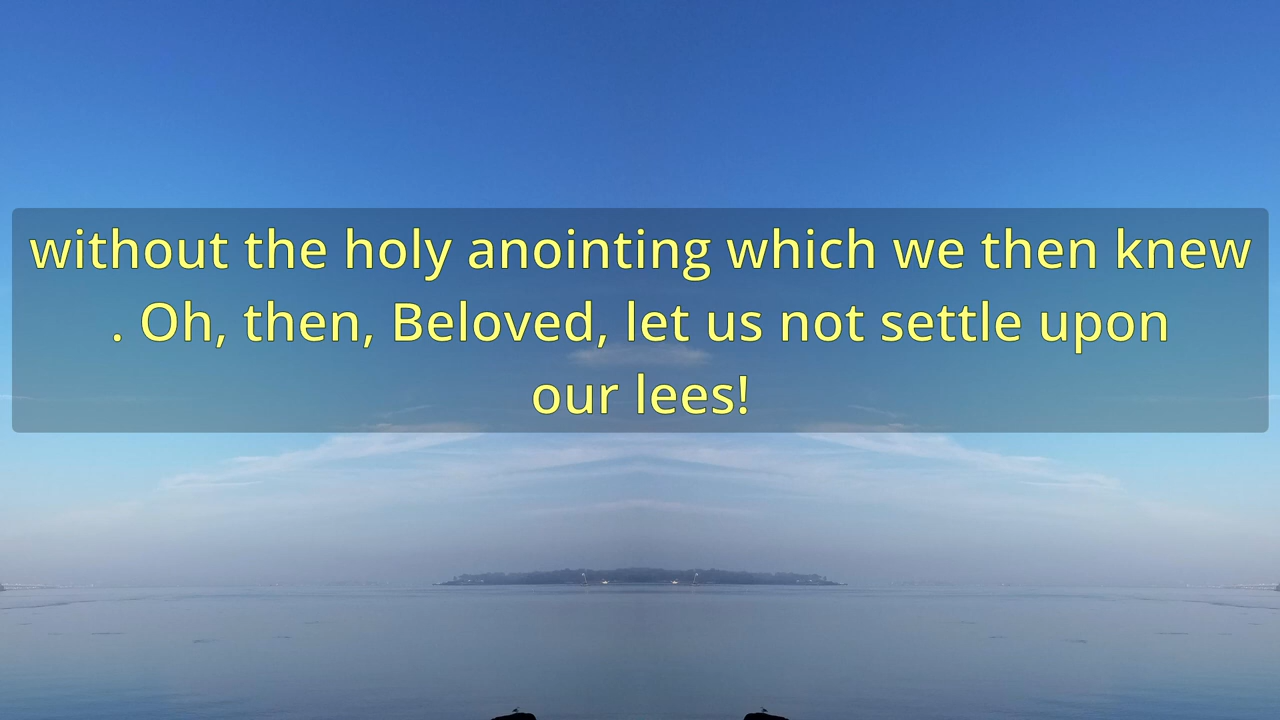 without the holy anointing which we then knew
. Oh, then, Beloved, let us not settle upon
our lees!